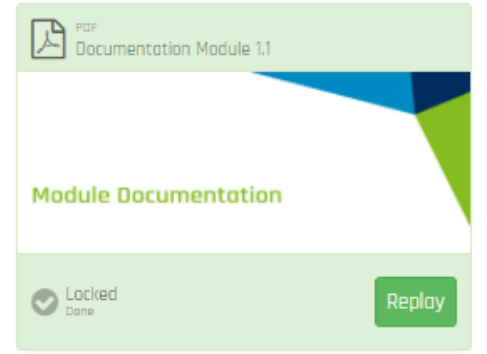 PDF
Documentation Module 1.1
Module Documentation
Locked
Done
Replay